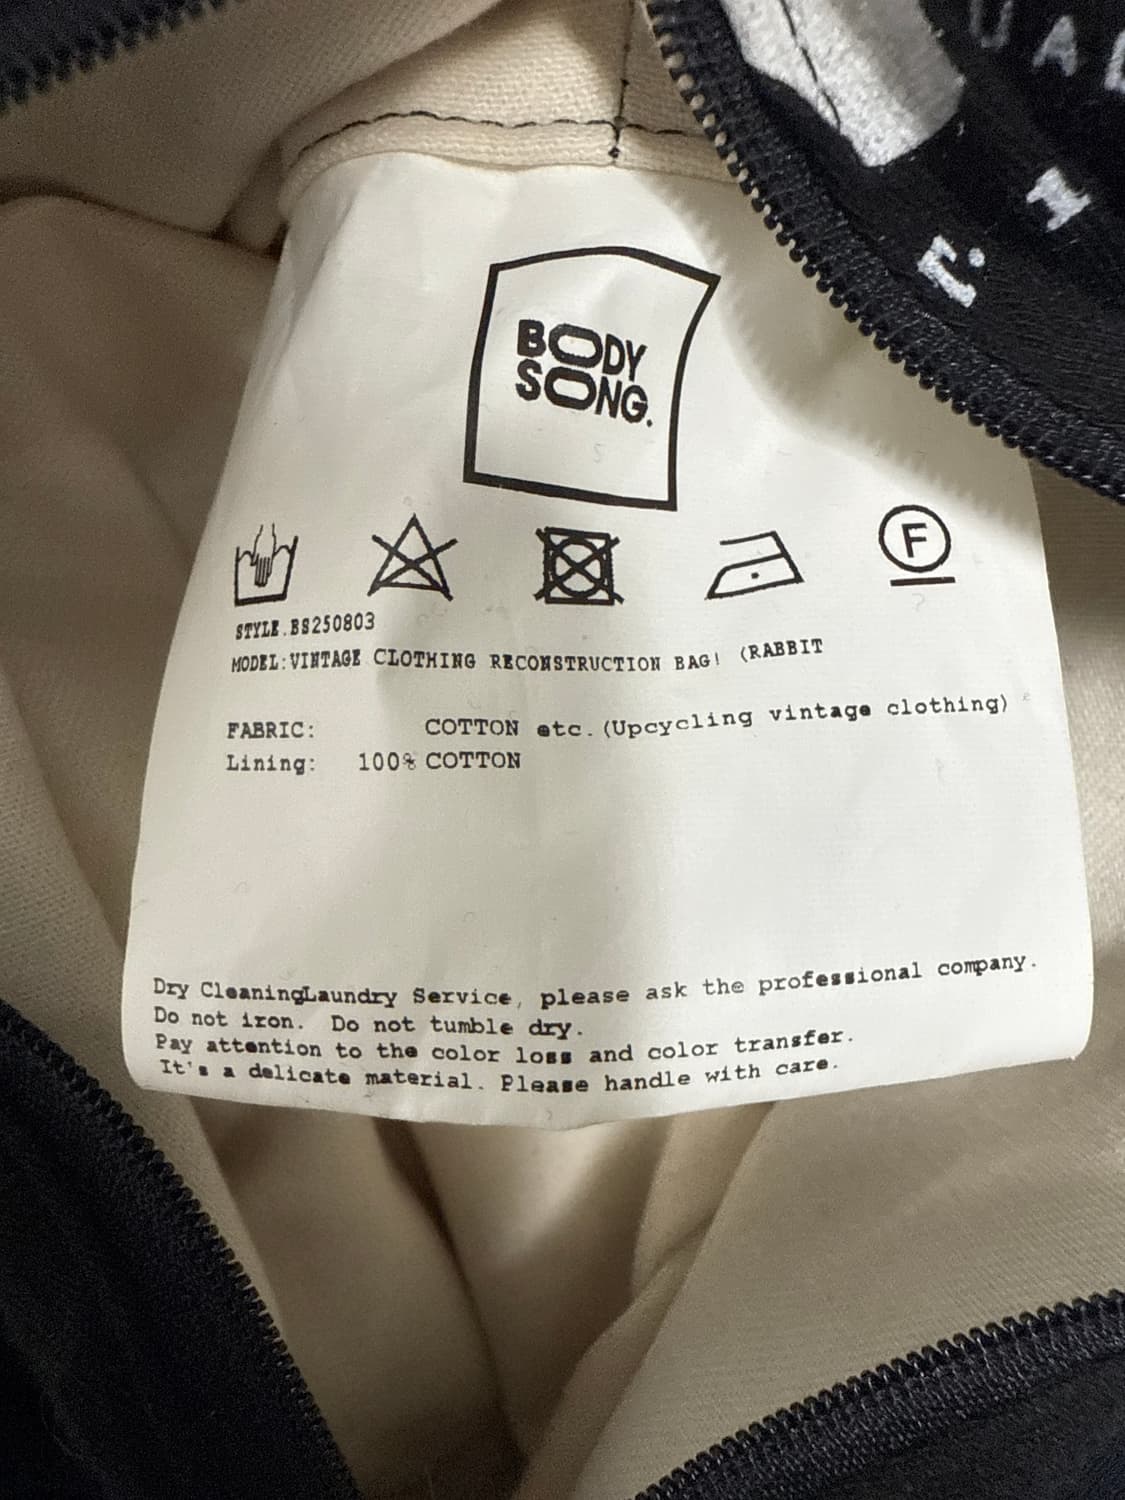 BODY
SONG.
F
STYLE.BS250803
MODEL:VINTAGE CLOTHING RECONSTRUCTION BAG! (RABBIT
FABRIC: COTTON etc.(Upcycling vintage clothing)
Lining: 100% COTTON
Dry CleaningLaundry Service, please ask the professional company.
Do not iron. Do not tumble dry.
Pay attention to the color loss and color transfer.
It's a delicate material. Please handle with care.